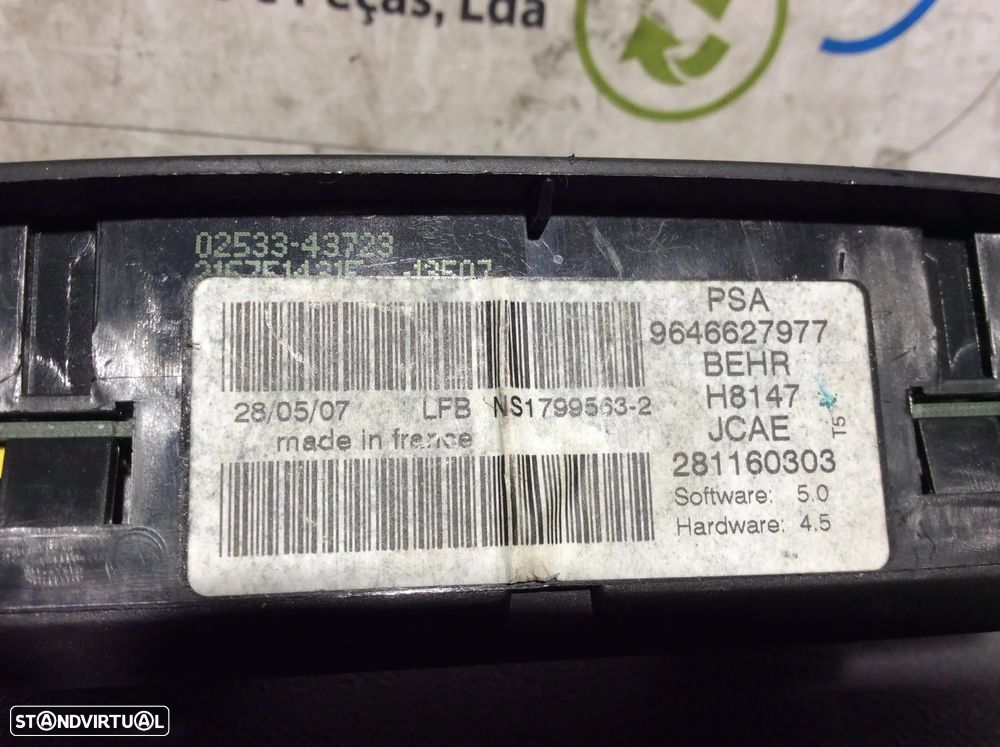 Peças, Lda
02533-43723
PSA
9646627977
BEHR
H8147
JCAE
281160303
Software: 5.0
Hardware: 4.5
T5
28/05/07 LFB NS1799563-2
made in france
STANDVIRTUAL